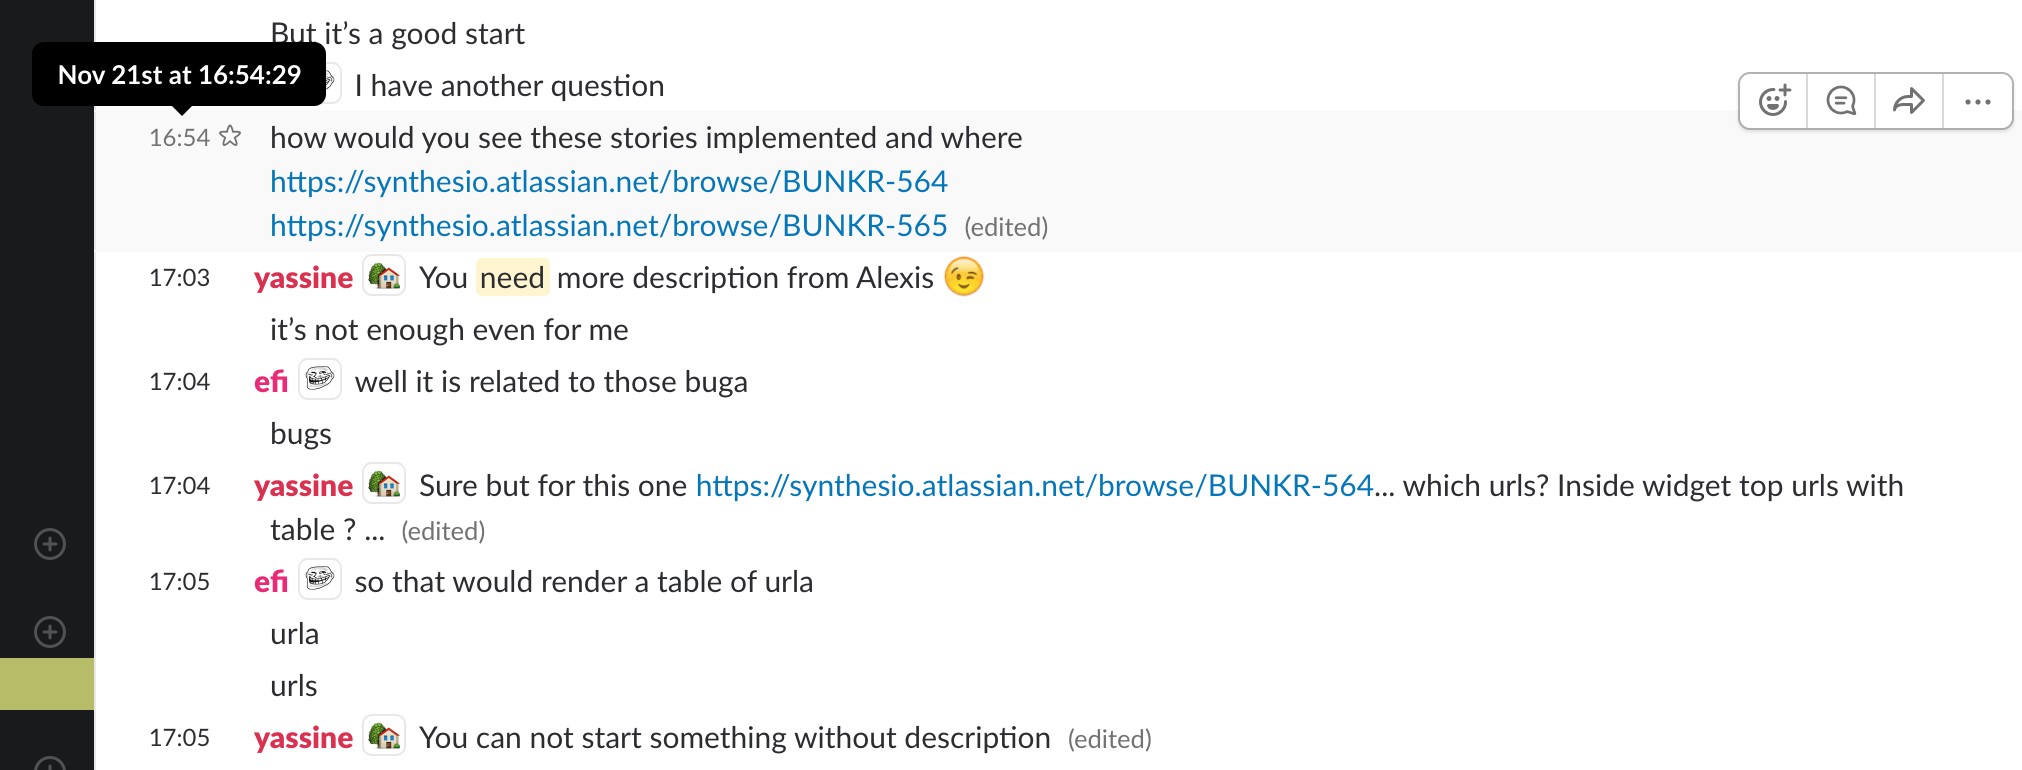 But it’s a good start
Nov 21st at 16:54:29
I have another question
16:54 how would you see these stories implemented and where
https://synthesio.atlassian.net/browse/BUNKR-564
https://synthesio.atlassian.net/browse/BUNKR-565 (edited)
17:03 yassine You need more description from Alexis
it’s not enough even for me
17:04 efi well it is related to those buga
bugs
17:04 yassine Sure but for this one https://synthesio.atlassian.net/browse/BUNKR-564... which urls? Inside widget top urls with
table ? ... (edited)
17:05 efi so that would render a table of urla
urla
urls
17:05 yassine You can not start something without description (edited)